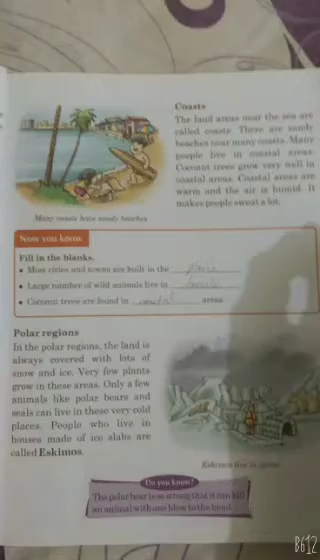 Coasts
The land areas near the sea are
called coasts. There are sandy
beaches near many coasts. Many
people live in coastal areas.
Coconut trees grow very well in
coastal areas. Coastal areas are
warm and the air is humid. It
makes people sweat a lot.
Many coasts have sandy beaches
Now you know
Fill in the blanks.
• Most cities and towns are built in the
• Large number of wild animals live in
• Coconut trees are found in coastal areas
Polar regions
In the polar regions, the land is
always covered with lots of
snow and ice. Very few plants
grow in these areas. Only a few
animals like polar bears and
seals can live in these very cold
places. People who live in
houses made of ice slabs are
called Eskimos.
Eskimos live in
Do you know?
The polar bear is so strong that it can kill
an animal with one blow to the head.
B612